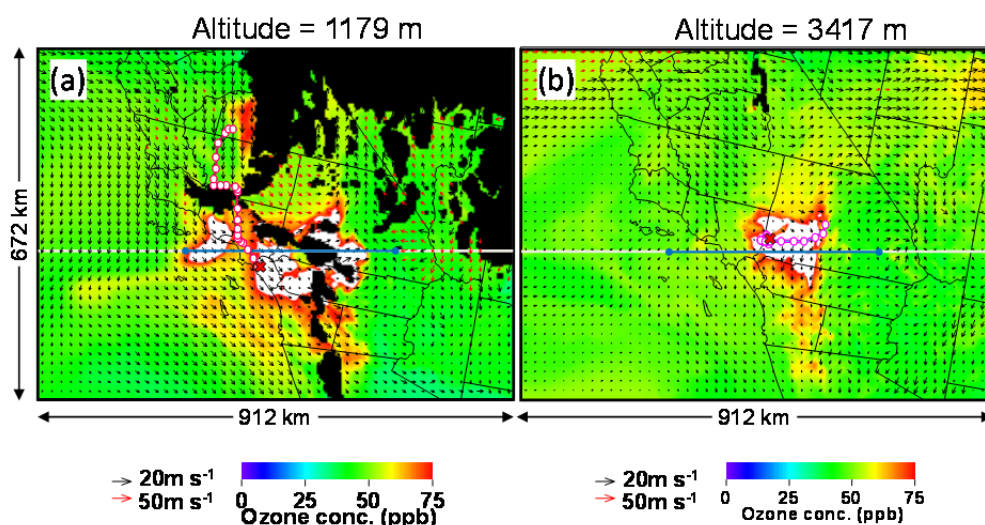 Altitude = 1179 m
Altitude = 3417 m
(a)
(b)
672 km
912 km
912 km
20m s⁻¹
50m s⁻¹
0 25 50 75
Ozone conc. (ppb)
20m s⁻¹
50m s⁻¹
0 25 50 75
Ozone conc. (ppb)